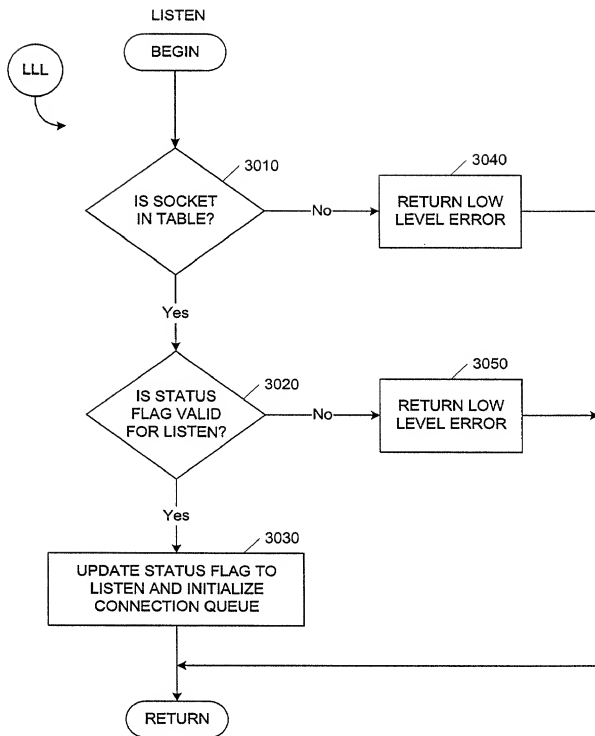 LISTEN
BEGIN
LLL
3010
IS SOCKET
IN TABLE?
No
3040
RETURN LOW
LEVEL ERROR
Yes
3020
IS STATUS
FLAG VALID
FOR LISTEN?
No
3050
RETURN LOW
LEVEL ERROR
Yes
3030
UPDATE STATUS FLAG TO
LISTEN AND INITIALIZE
CONNECTION QUEUE
RETURN